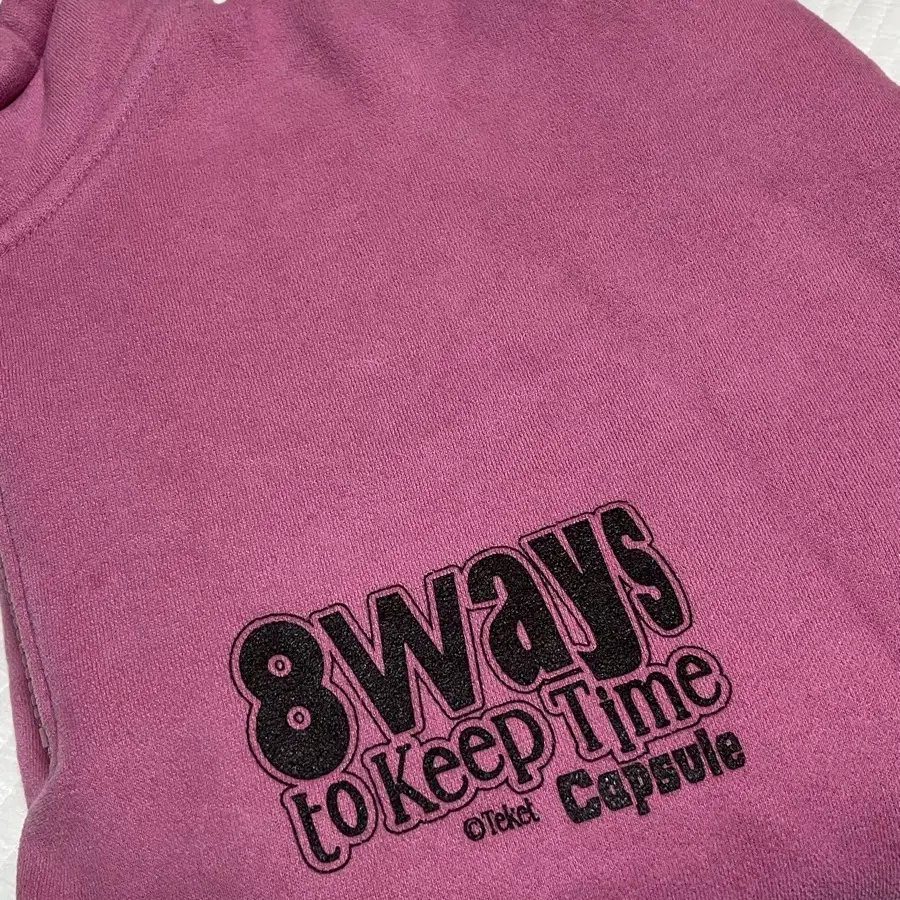 8ways
to Keep Time
©Teket Capsule